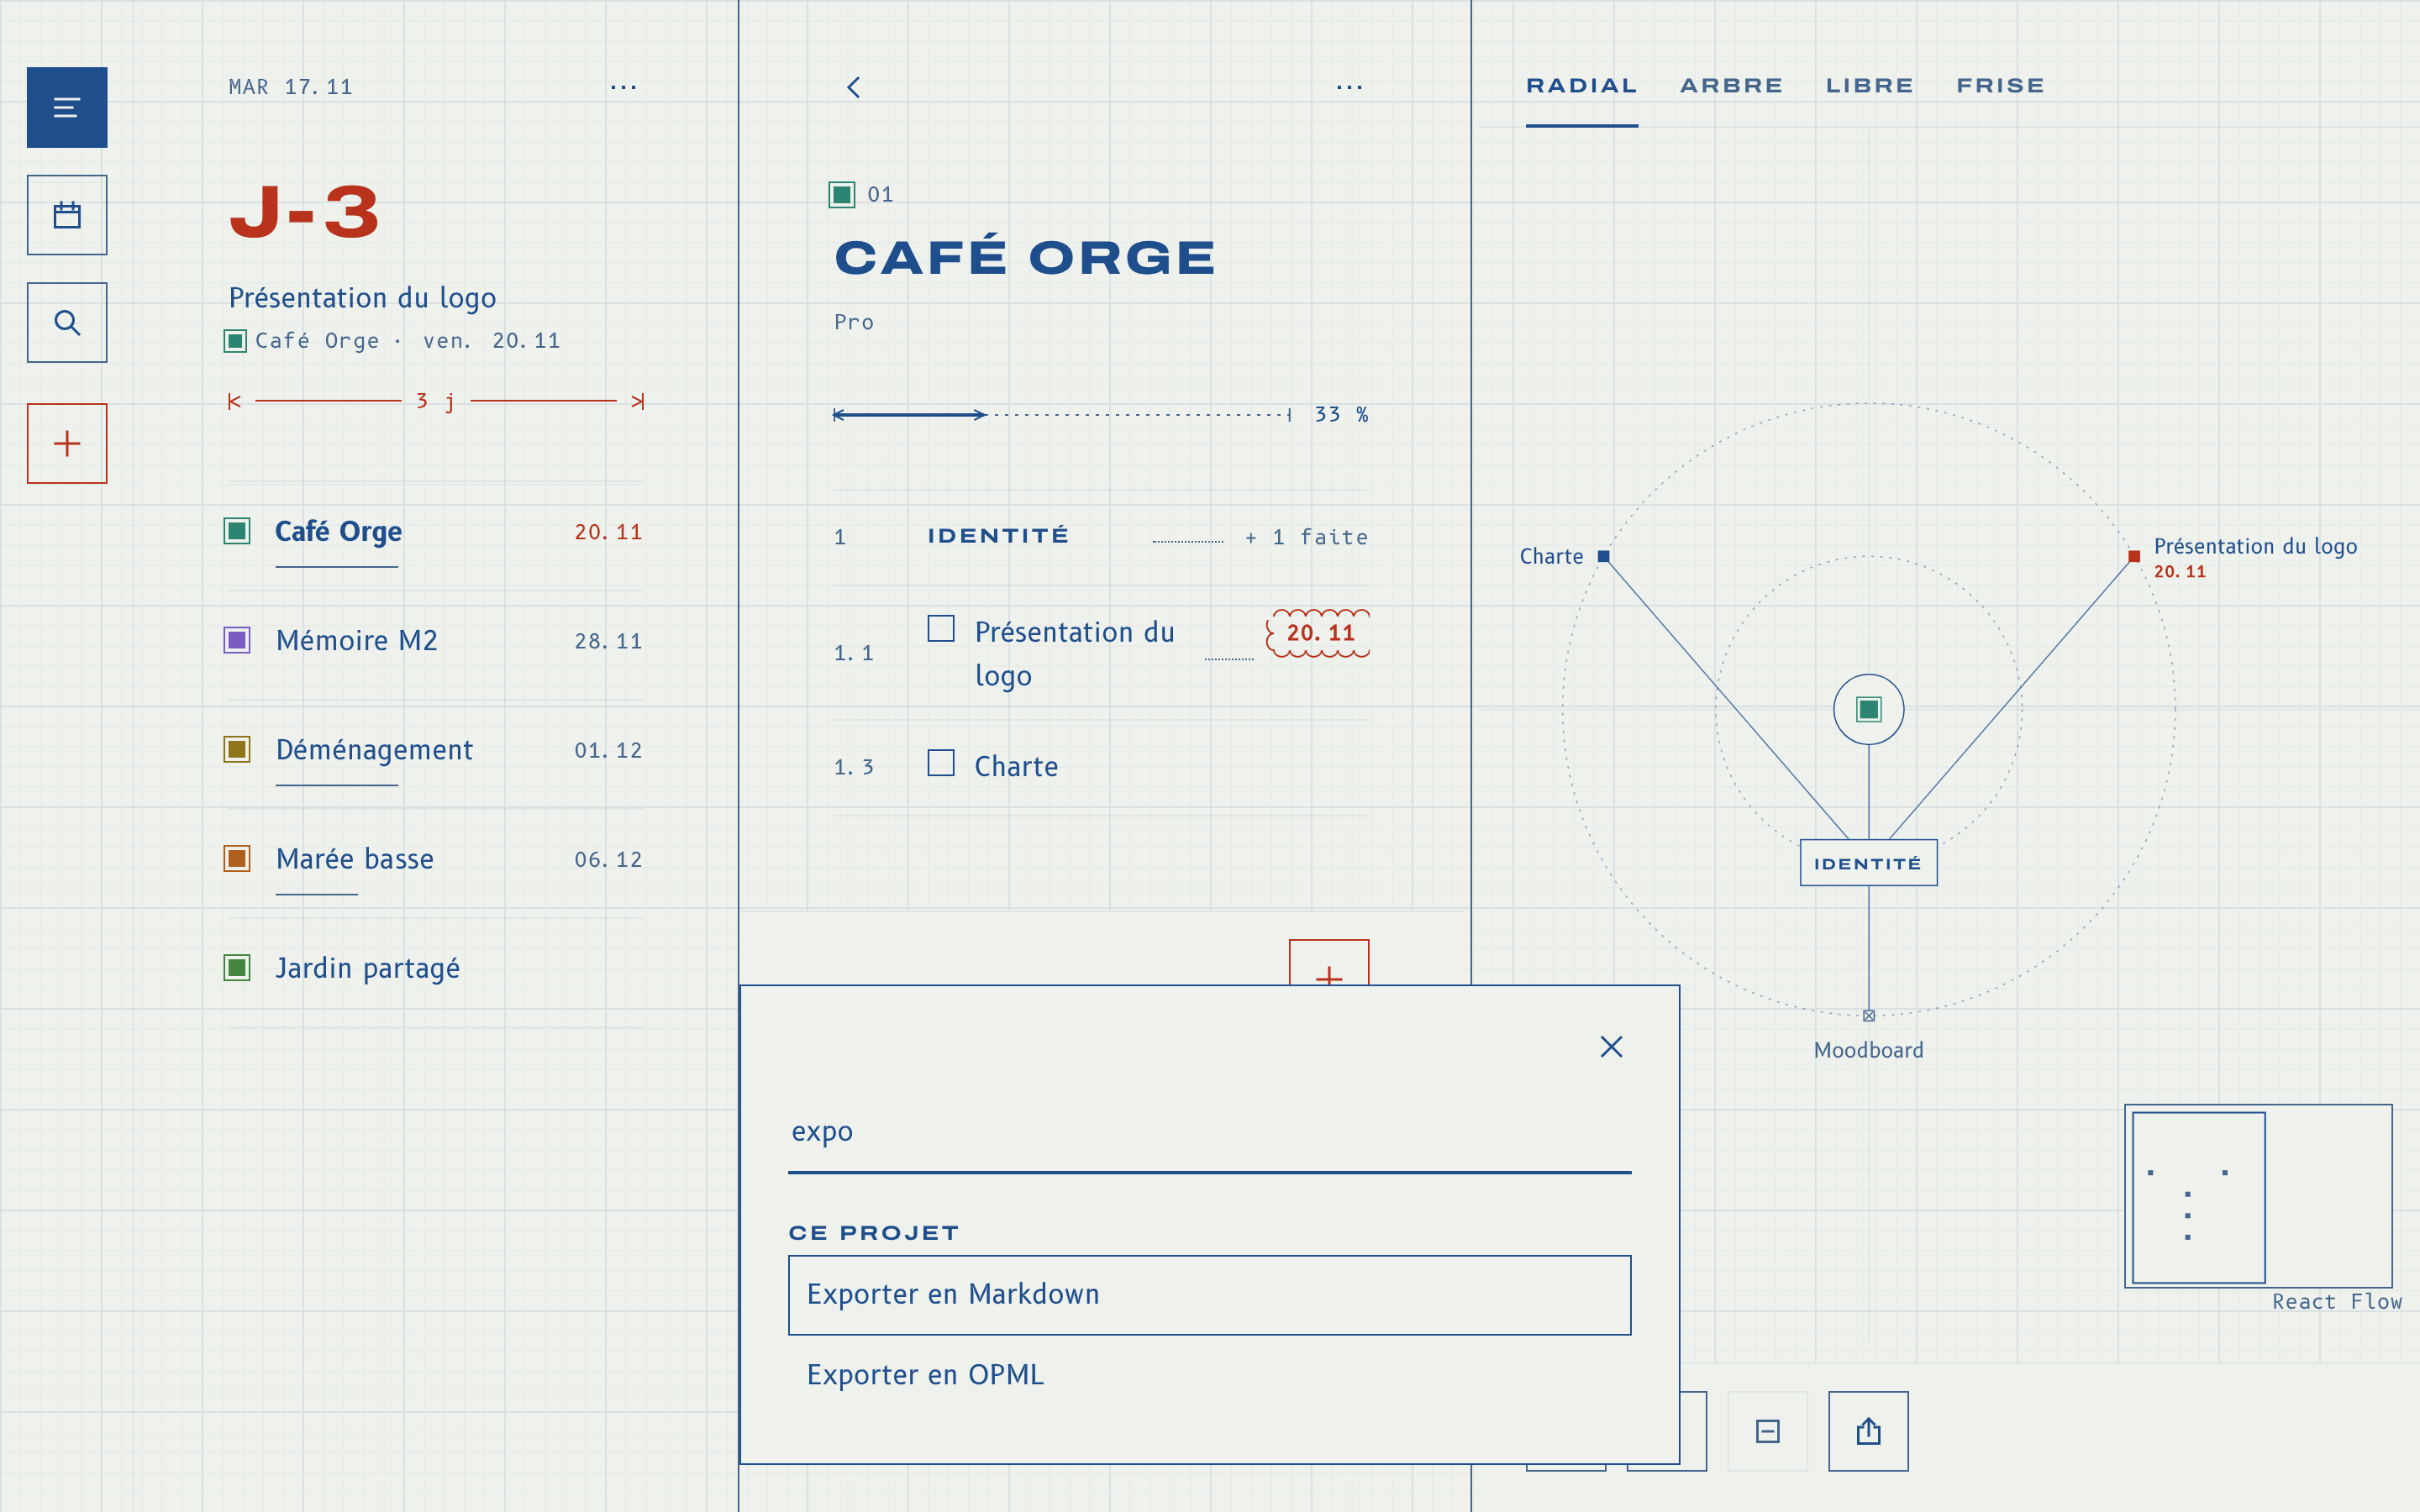 MAR 17.11
J-3
Présentation du logo
Café Orge · ven. 20.11
3 j
Café Orge 20.11
Mémoire M2 28.11
Déménagement 01.12
Marée basse 06.12
Jardin partagé
01
CAFÉ ORGE
Pro
33 %
1 IDENTITÉ + 1 faite
1.1 Présentation du logo 20.11
1.3 Charte
RADIAL ARBRE LIBRE FRISE
Charte
Présentation du logo
20.11
IDENTITÉ
Moodboard
React Flow
expo
CE PROJET
Exporter en Markdown
Exporter en OPML